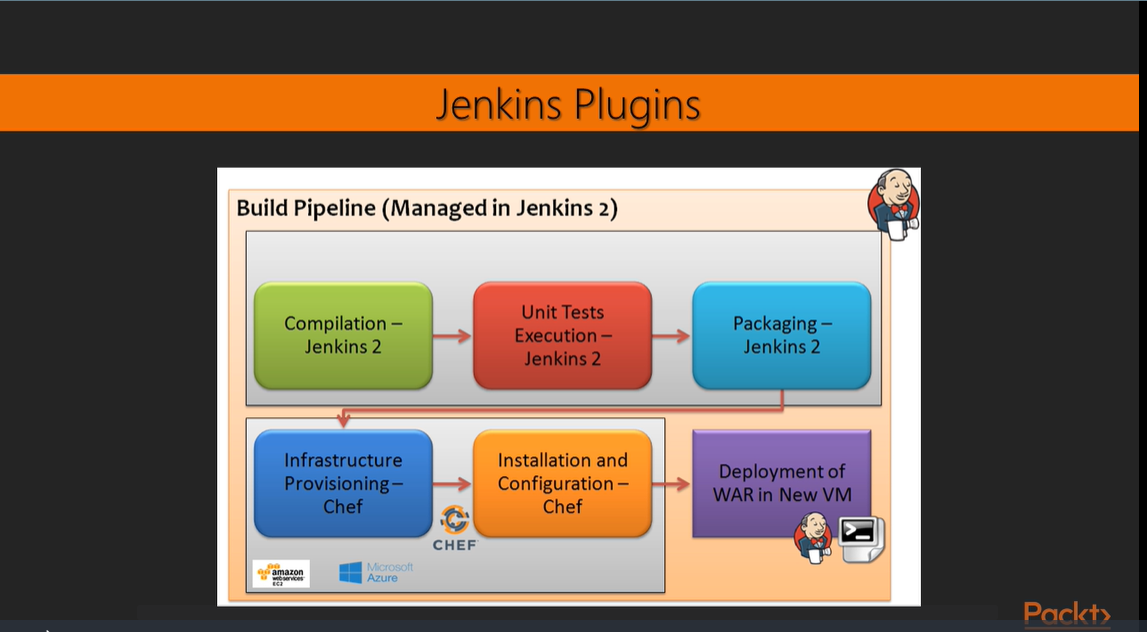 Jenkins Plugins
Build Pipeline (Managed in Jenkins 2)
Compilation –
Jenkins 2
Unit Tests
Execution –
Jenkins 2
Packaging –
Jenkins 2
Infrastructure
Provisioning –
Chef
Installation and
Configuration –
Chef
Deployment of
WAR in New VM
CHEF
amazon
webservices
EC2
Microsoft
Azure
Packt>